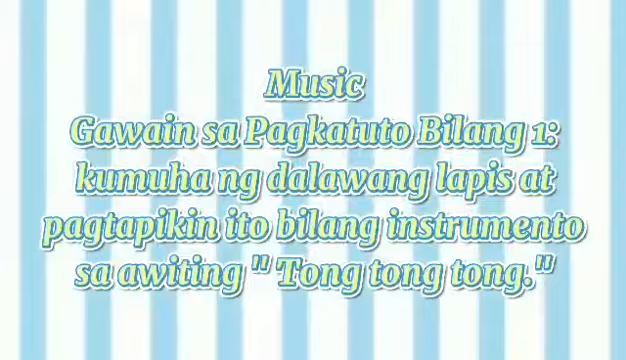 Music
Gawain sa Pagkatuto Bilang 1:
kumuha ng dalawang lapis at
pagtapikin ito bilang instrumento
sa awiting " Tong tong tong."